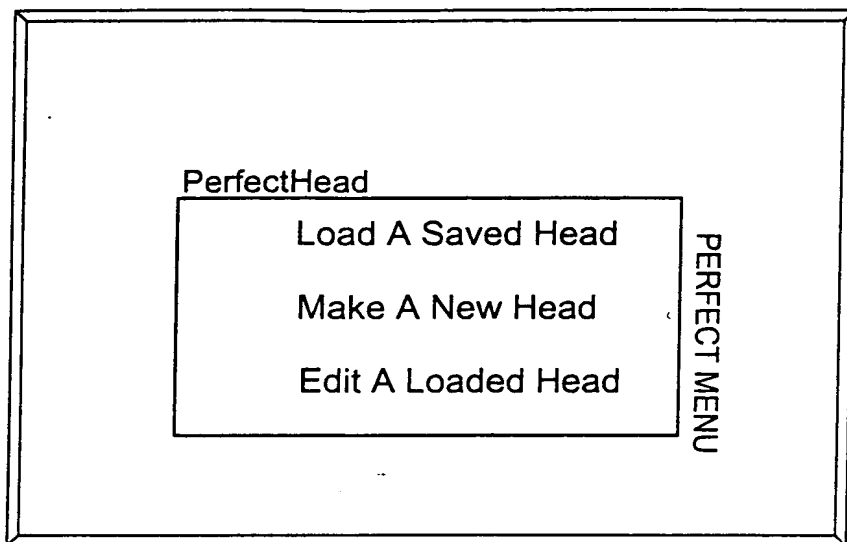 PerfectHead
Load A Saved Head
Make A New Head
Edit A Loaded Head
PERFECT MENU